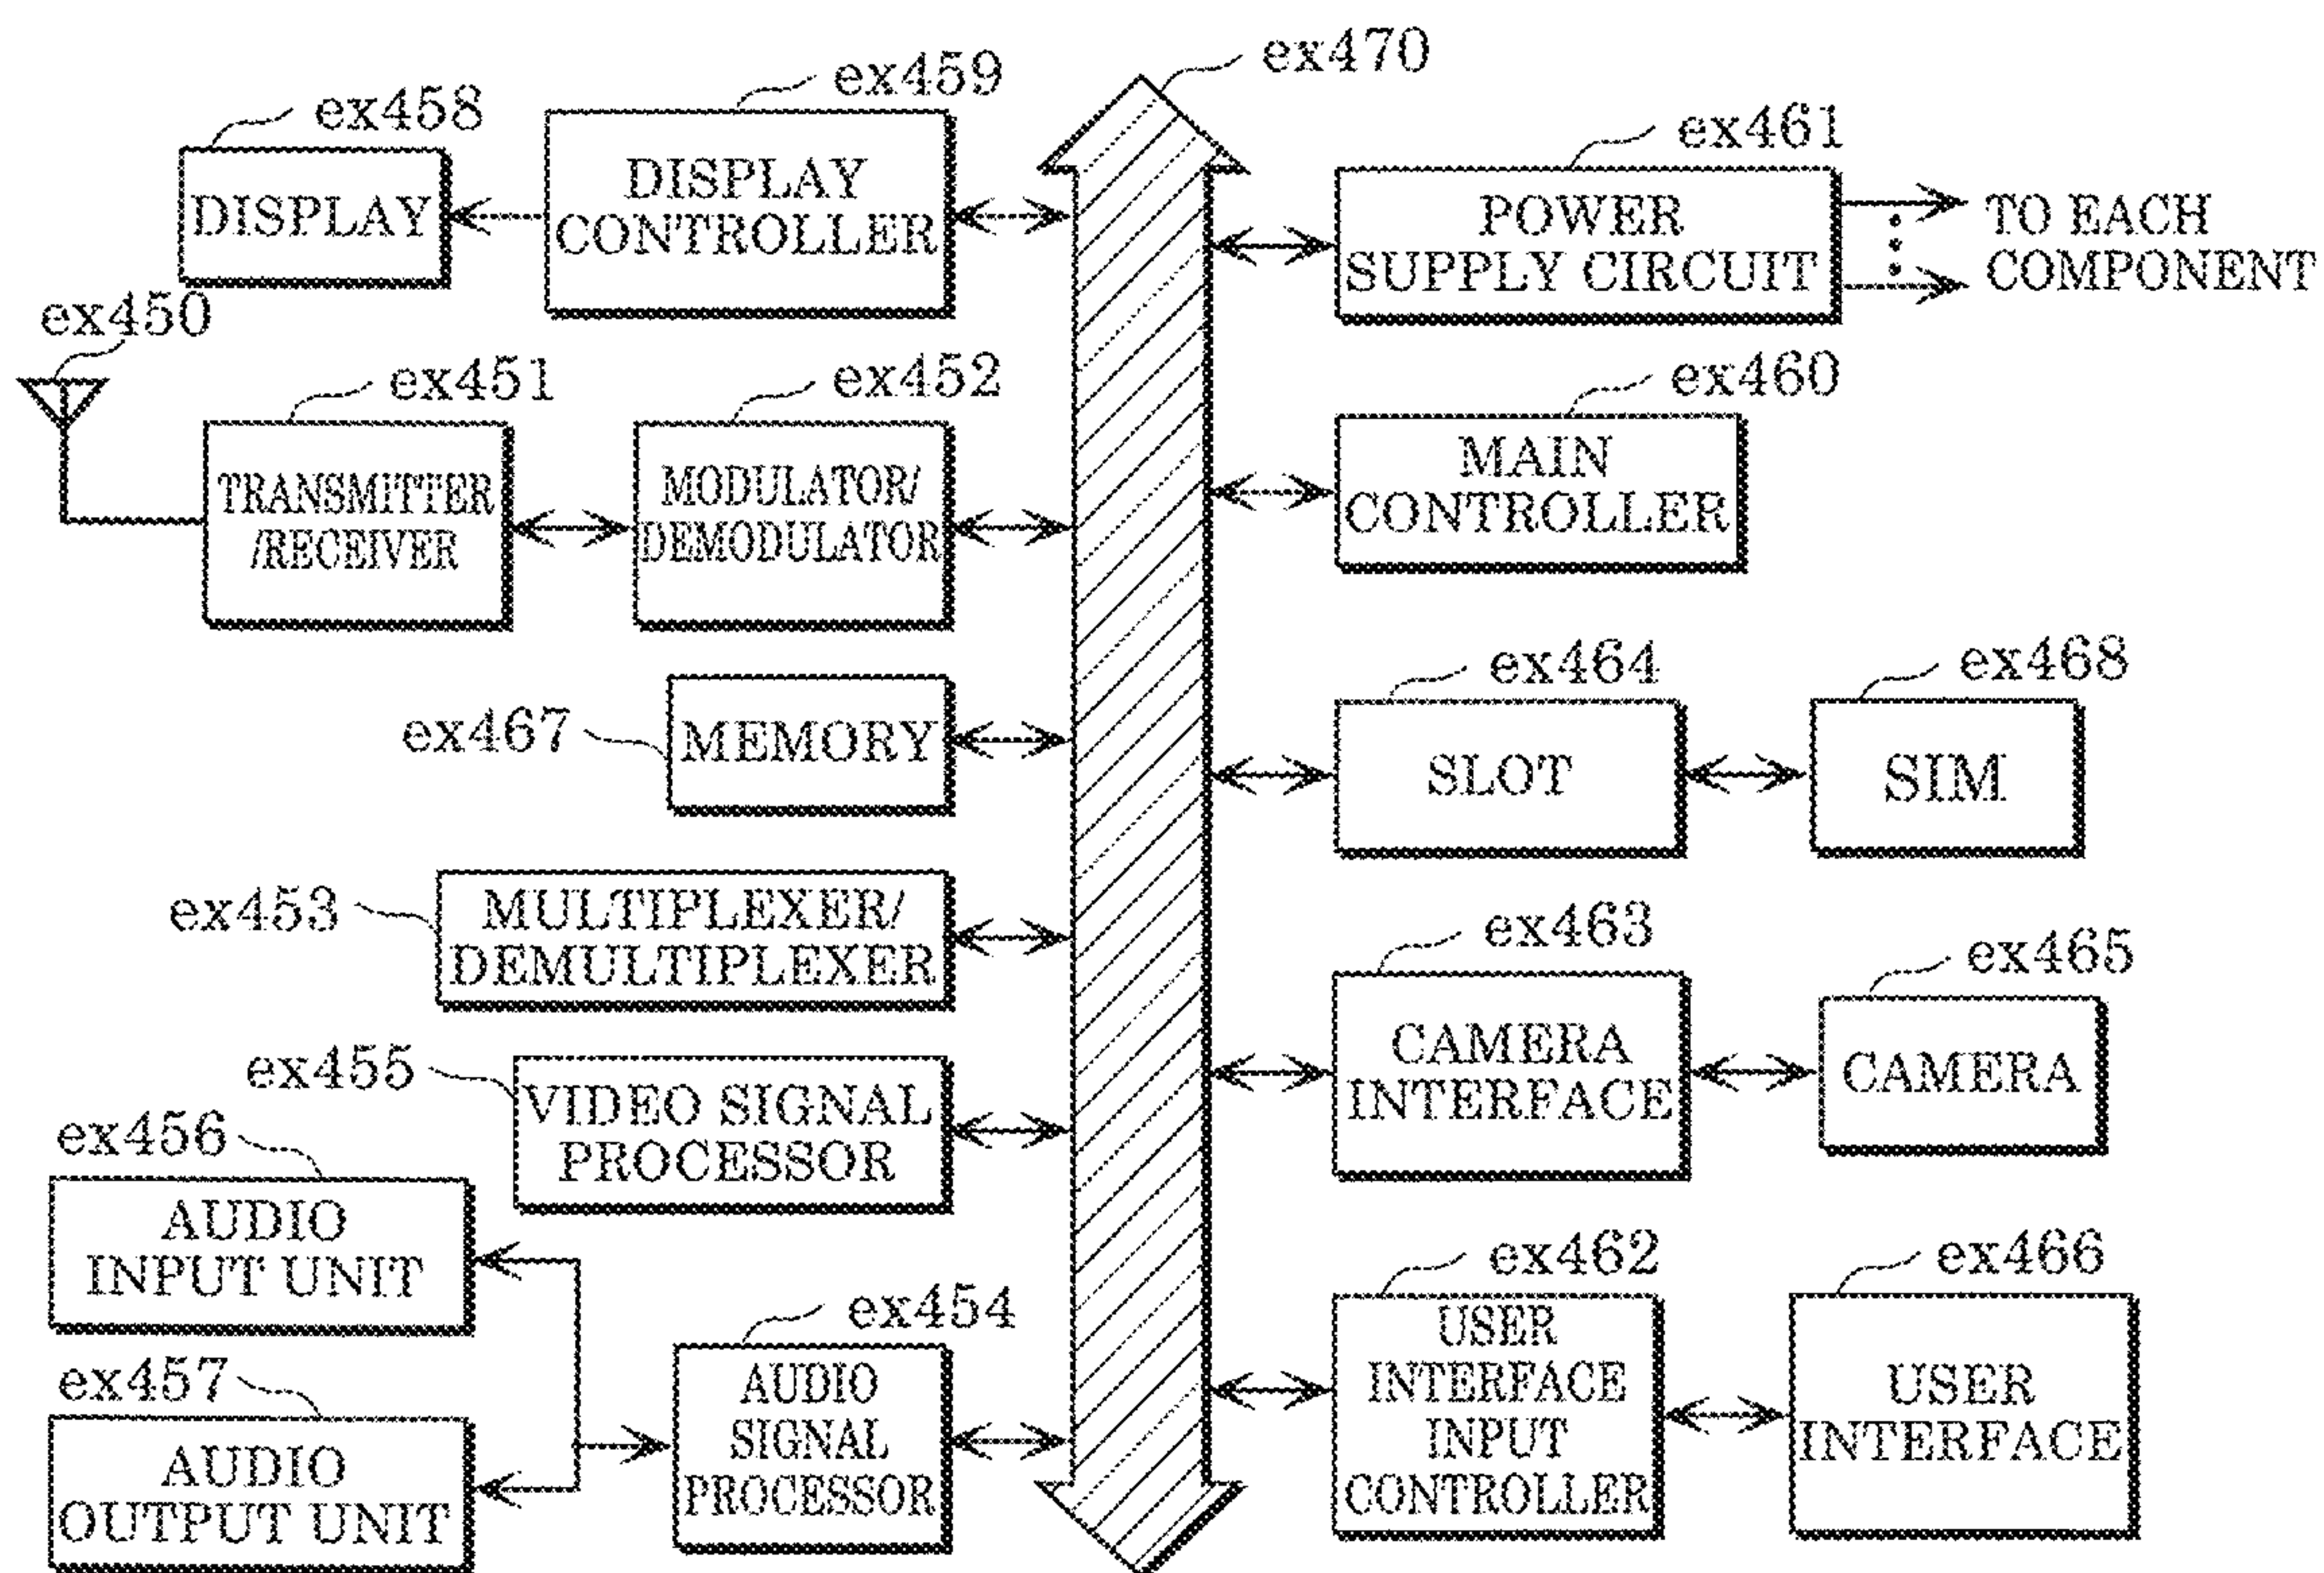 ex470
ex459
ex458
DISPLAY
DISPLAY
CONTROLLER
ex461
POWER
SUPPLY CIRCUIT
TO EACH
COMPONENT
ex450
ex451
TRANSMITTER
/RECEIVER
ex452
MODULATOR/
DEMODULATOR
ex460
MAIN
CONTROLLER
ex467
MEMORY
ex464
SLOT
ex468
SIM
ex453
MULTIPLEXER/
DEMULTIPLEXER
ex463
CAMERA
INTERFACE
ex465
CAMERA
ex455
VIDEO SIGNAL
PROCESSOR
ex456
AUDIO
INPUT UNIT
ex457
AUDIO
OUTPUT UNIT
ex454
AUDIO
SIGNAL
PROCESSOR
ex462
USER
INTERFACE
INPUT
CONTROLLER
ex466
USER
INTERFACE